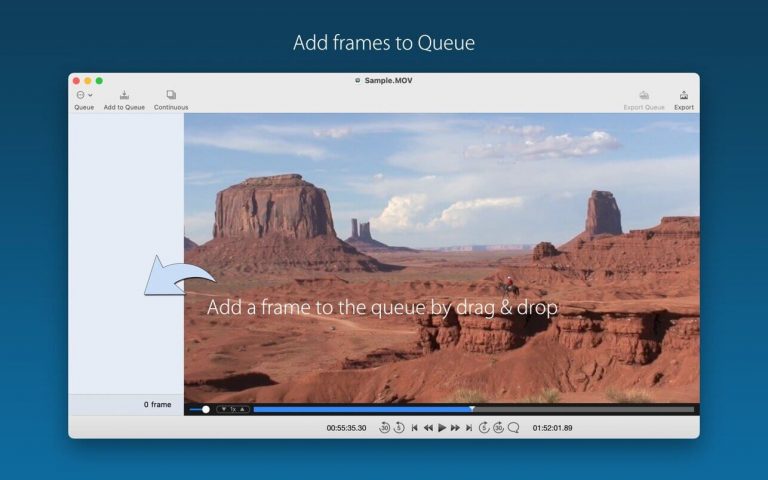 Add frames to Queue
Sample.MOV
Queue Add to Queue Continuous Export Queue Export
Add a frame to the queue by drag & drop
0 frame
1x
00:55:35.30 30 5 5 30 01:52:01.89